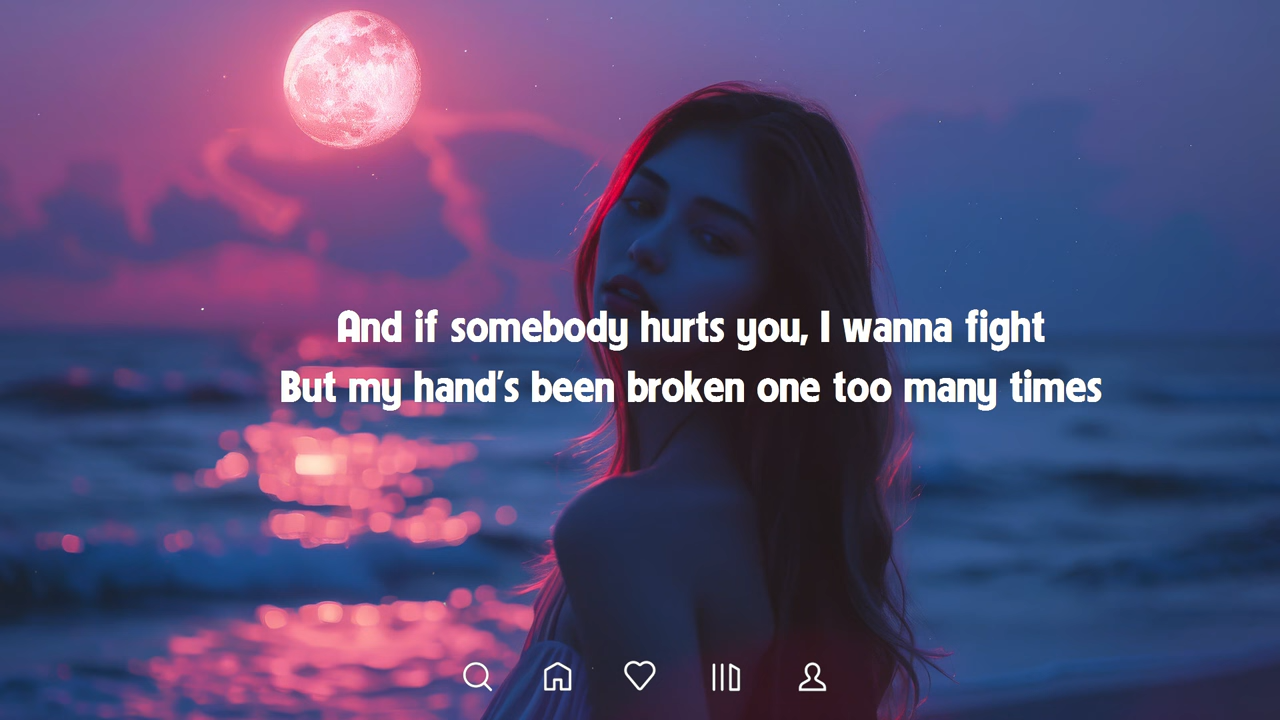 And if somebody hurts you, I wanna fight
But my hand's been broken one too many times